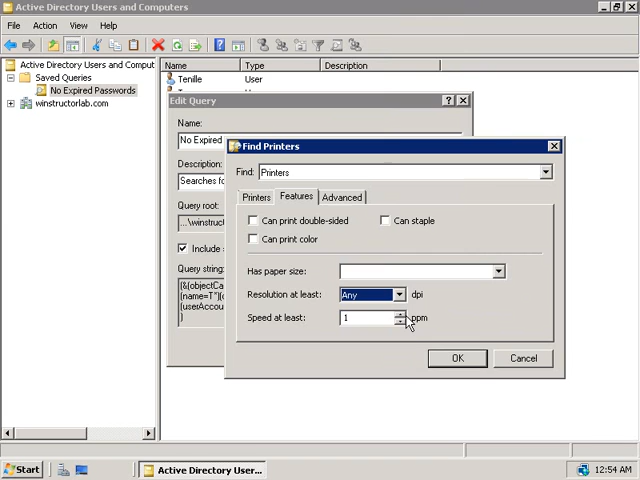 Active Directory Users and Computers
File Action View Help
Active Directory Users and Comput
Saved Queries
No Expired Passwords
winstructorlab.com
Name Type Description
Tenille User
Edit Query
Name:
No Expired
Description:
Searches fo
Query root:
...\winstruct
Include s
Query string:
(&(objectCa
(name=T*)(
(userAccou
)
Find Printers
Find: Printers
Printers Features Advanced
Can print double-sided Can staple
Can print color
Has paper size:
Resolution at least: Any dpi
Speed at least: 1 ppm
OK Cancel
Start Active Directory User... 12:54 AM